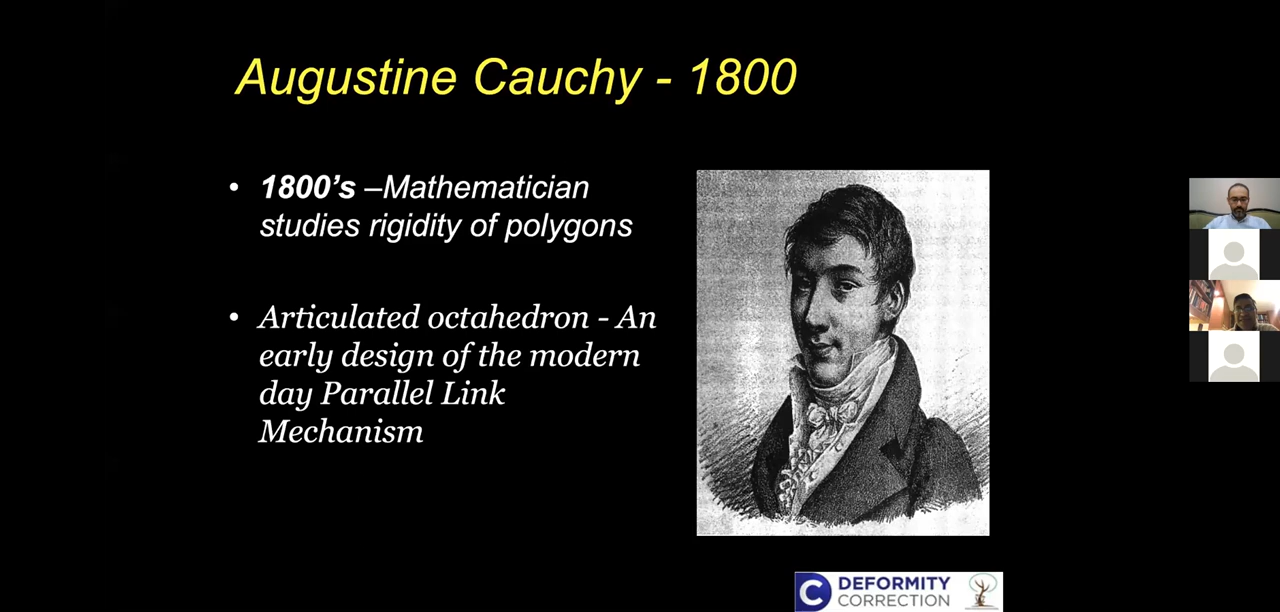 Augustine Cauchy - 1800
• 1800’s –Mathematician
studies rigidity of polygons
• Articulated octahedron - An
early design of the modern
day Parallel Link
Mechanism
C DEFORMITY
CORRECTION